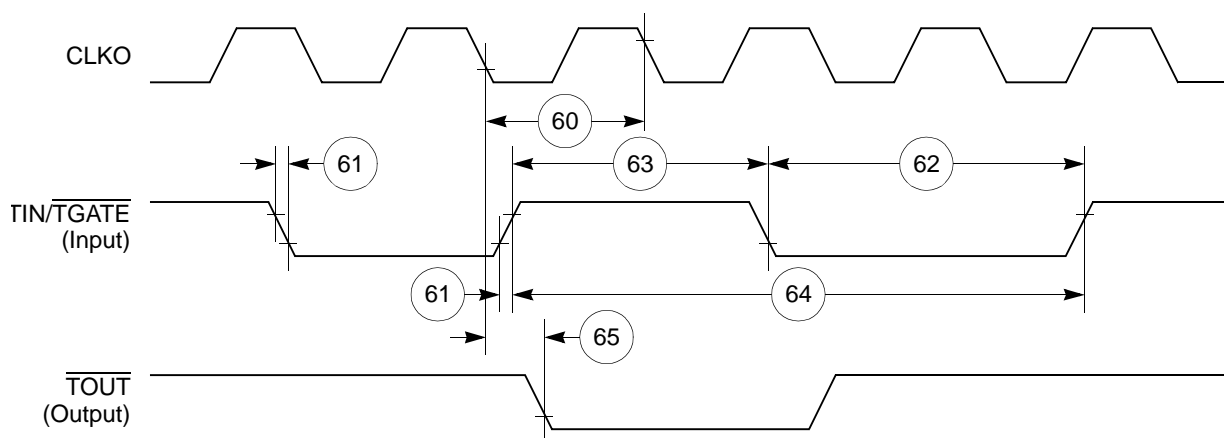 CLKO
60
61
63
62
TIN/TGATE
(Input)
61
64
65
TOUT
(Output)